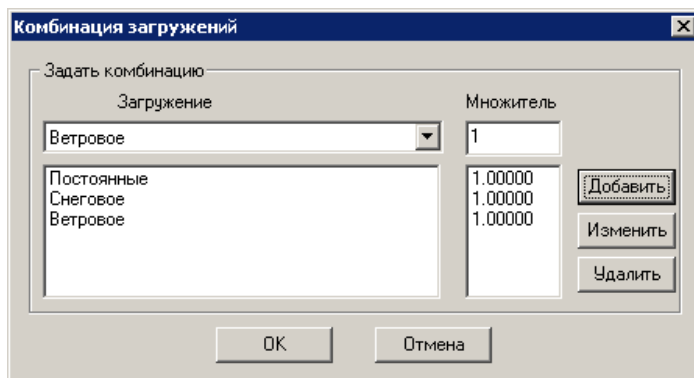 Комбинация загружений
Задать комбинацию
Загружение Множитель
Ветровое 1
Постоянные 1.00000
Снеговое 1.00000
Ветровое 1.00000
Добавить
Изменить
Удалить
OK Отмена